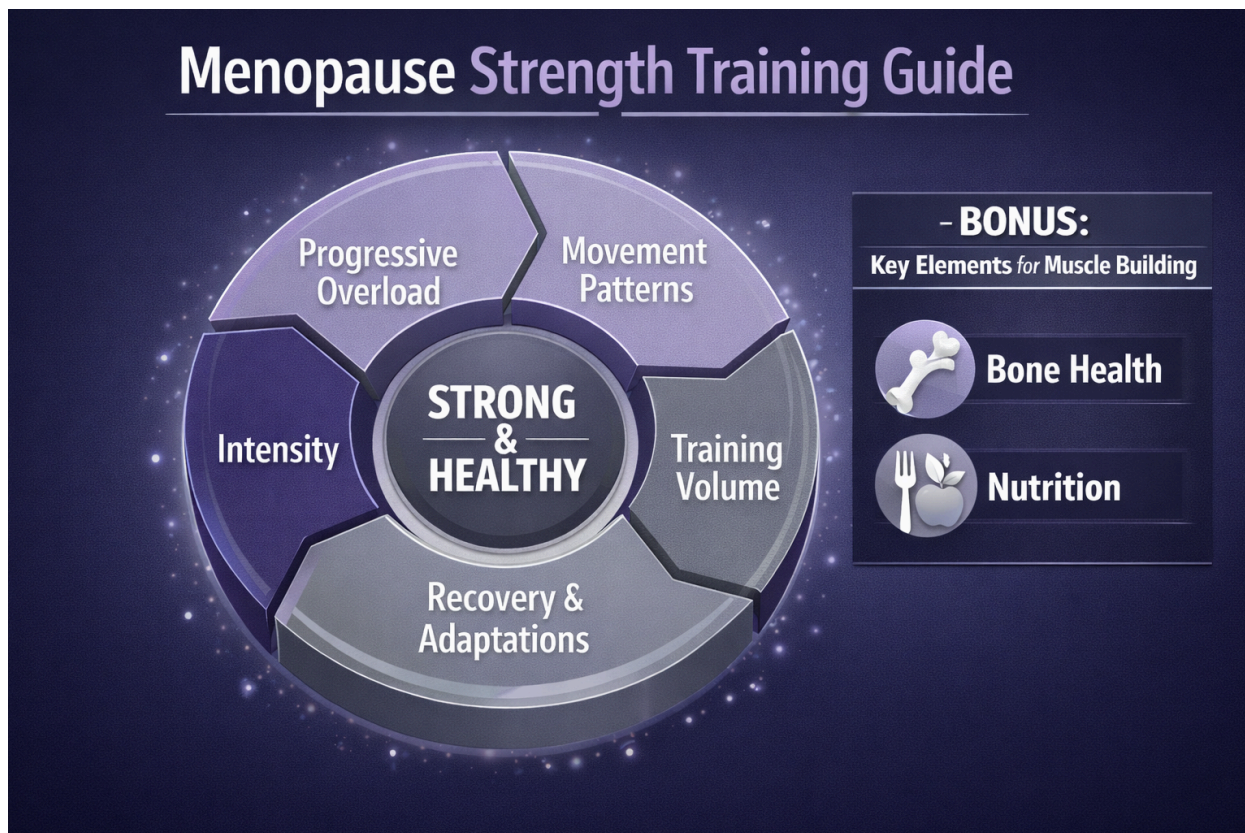 Menopause Strength Training Guide
Progressive
Overload
Movement
Patterns
Intensity
STRONG
&
HEALTHY
Training
Volume
Recovery &
Adaptations
- BONUS:
Key Elements for Muscle Building
Bone Health
Nutrition